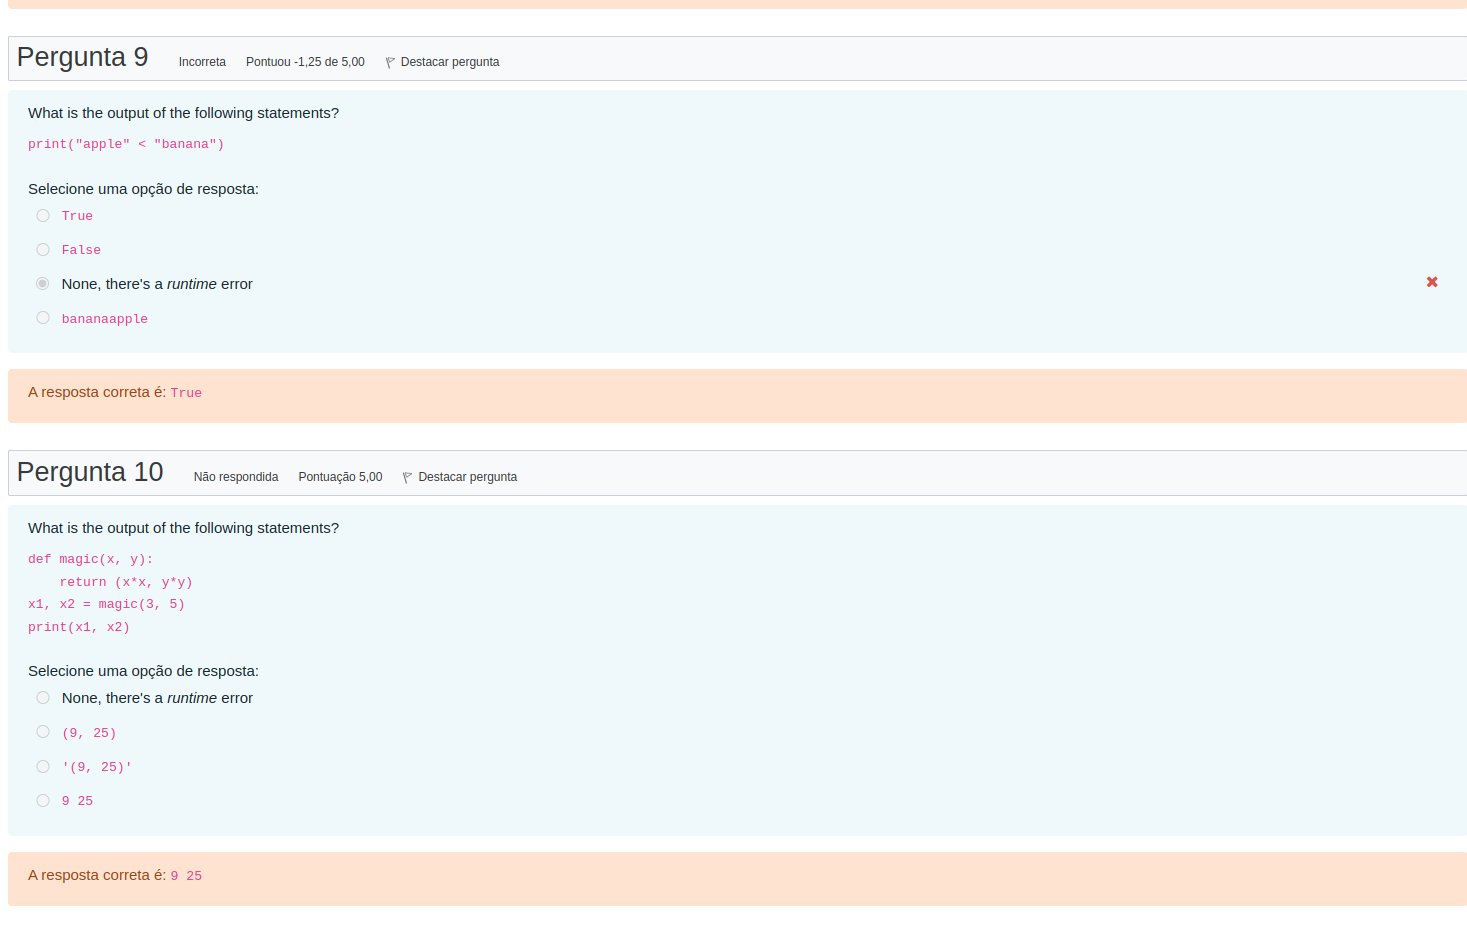 Pergunta 9 Incorreta Pontuou -1,25 de 5,00 Destacar pergunta
What is the output of the following statements?
print("apple" < "banana")
Selecione uma opção de resposta:
True
False
None, there's a runtime error
bananaapple
A resposta correta é: True
Pergunta 10 Não respondida Pontuação 5,00 Destacar pergunta
What is the output of the following statements?
def magic(x, y):
    return (x*x, y*y)
x1, x2 = magic(3, 5)
print(x1, x2)
Selecione uma opção de resposta:
None, there's a runtime error
(9, 25)
'(9, 25)'
9 25
A resposta correta é: 9 25